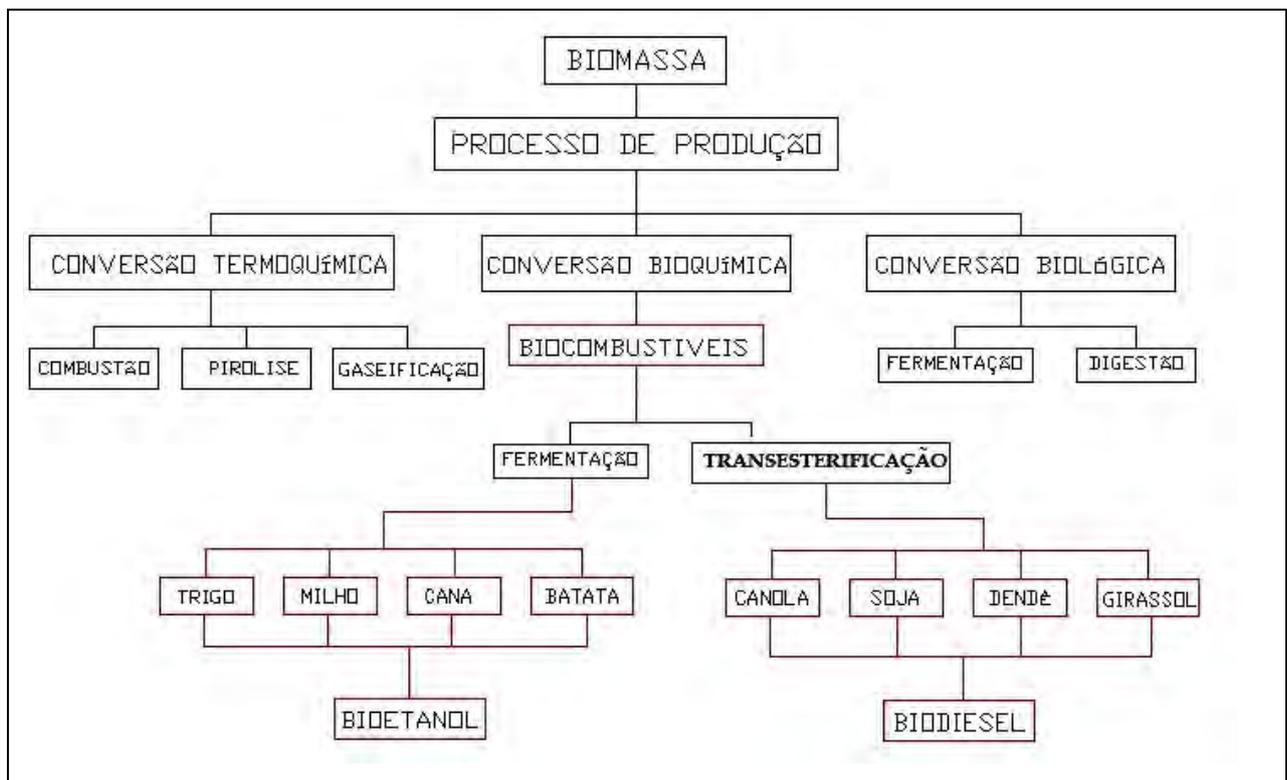 BIOMASSA
PROCESSO DE PRODUÇÃO
CONVERSÃO TERMOQUÍMICA
CONVERSÃO BIOQUÍMICA
CONVERSÃO BIOLÓGICA
BIOCOMBUSTIVEIS
COMBUSTÃO
PIROLISE
GASEIFICAÇÃO
FERMENTAÇÃO
DIGESTÃO
FERMENTAÇÃO
TRANSESTERIFICAÇÃO
TRIGO
MILHO
CANA
BATATA
CANOLA
SOJA
DENDÊ
GIRASSOL
BIOETANOL
BIODIESEL